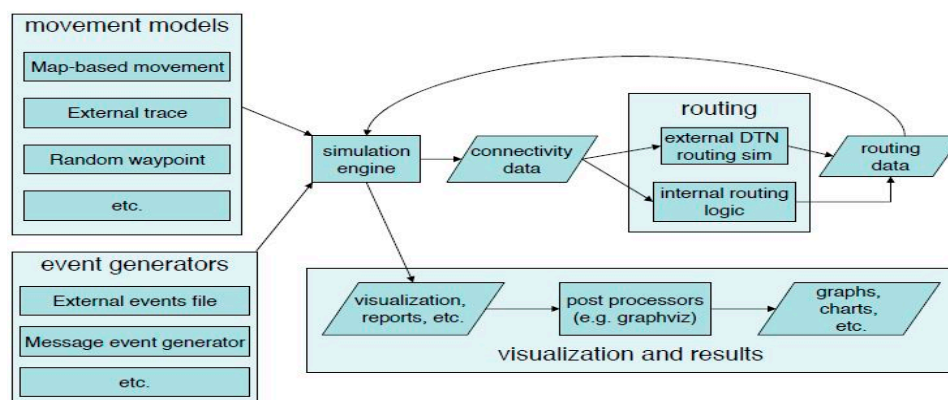 movement models
Map-based movement
External trace
Random waypoint
etc.
event generators
External events file
Message event generator
etc.
simulation
engine
connectivity
data
routing
external DTN
routing sim
internal routing
logic
routing
data
visualization,
reports, etc.
post processors
(e.g. graphviz)
graphs,
charts,
etc.
visualization and results